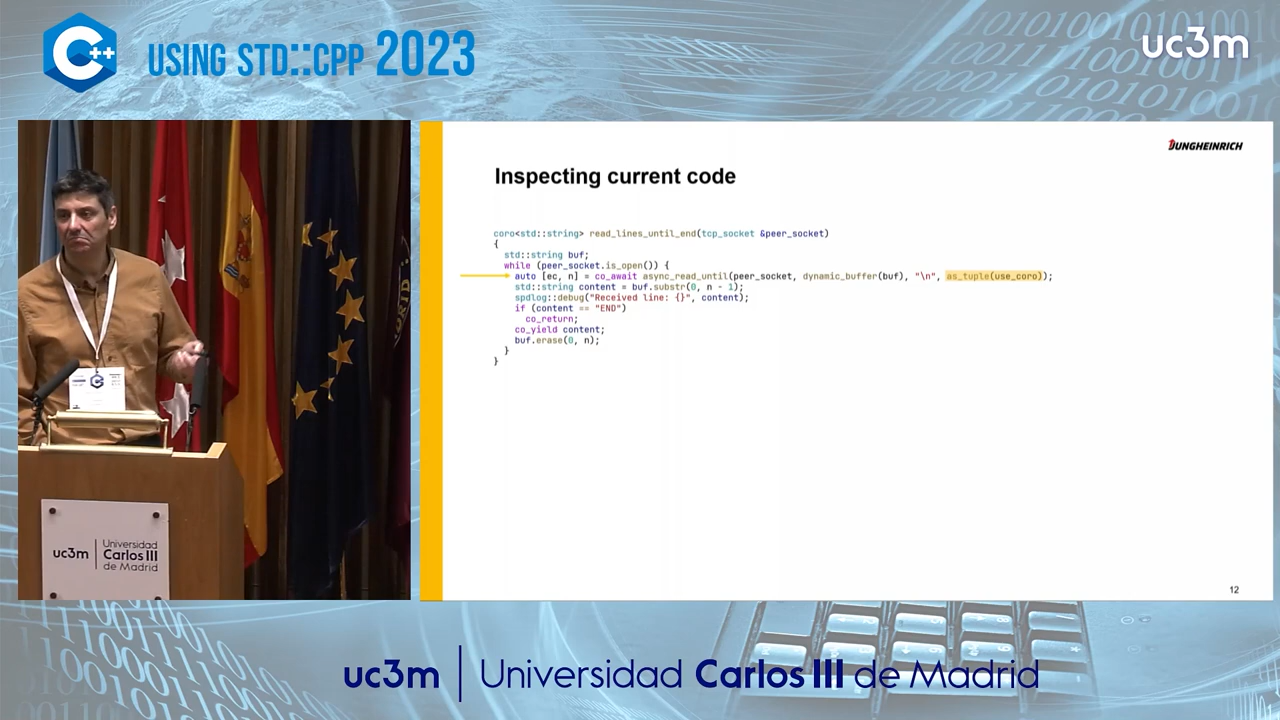 C++
USING STD::CPP 2023
uc3m
JUNGHEINRICH
Inspecting current code
coro<std::string> read_lines_until_end(tcp_socket &peer_socket)
{
std::string buf;
while (peer_socket.is_open()) {
auto [ec, n] = co_await async_read_until(peer_socket, dynamic_buffer(buf), "\n", as_tuple(use_coro));
std::string content = buf.substr(0, n - 1);
spdlog::debug("Received line: {}", content);
if (content == "END")
co_return;
co_yield content;
buf.erase(0, n);
}
}
12
uc3m
Universidad
Carlos III
de Madrid
uc3m | Universidad Carlos III de Madrid